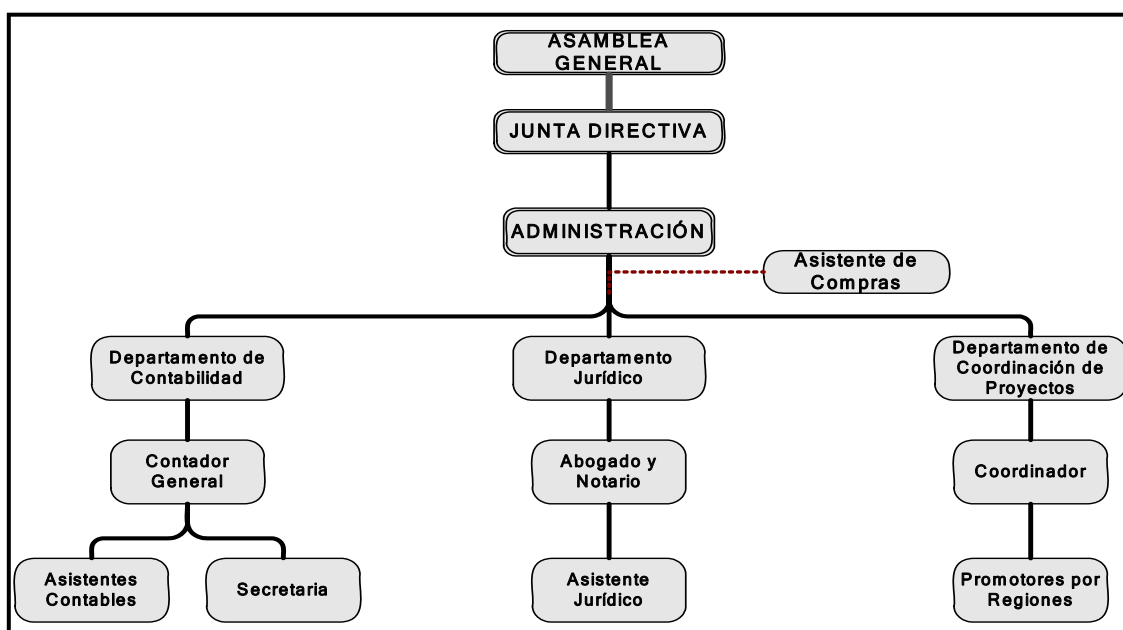 ASAMBLEA
GENERAL
JUNTA DIRECTIVA
ADMINISTRACIÓN
Asistente de
Compras
Departamento de
Contabilidad
Departamento
Jurídico
Departamento de
Coordinación de
Proyectos
Contador
General
Abogado y
Notario
Coordinador
Asistentes
Contables
Secretaria
Asistente
Jurídico
Promotores por
Regiones